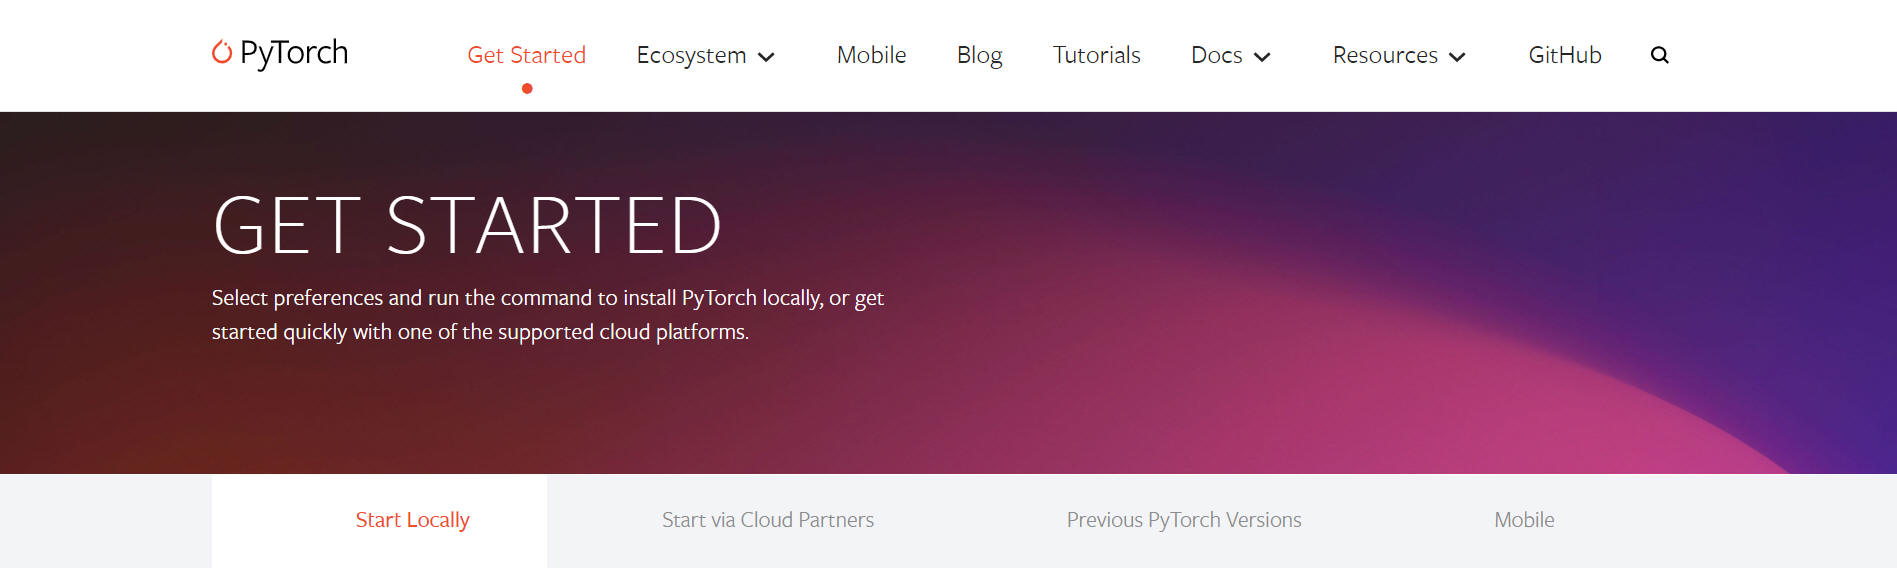 PyTorch
Get Started
Ecosystem
Mobile
Blog
Tutorials
Docs
Resources
GitHub
GET STARTED
Select preferences and run the command to install PyTorch locally, or get
started quickly with one of the supported cloud platforms.
Start Locally
Start via Cloud Partners
Previous PyTorch Versions
Mobile